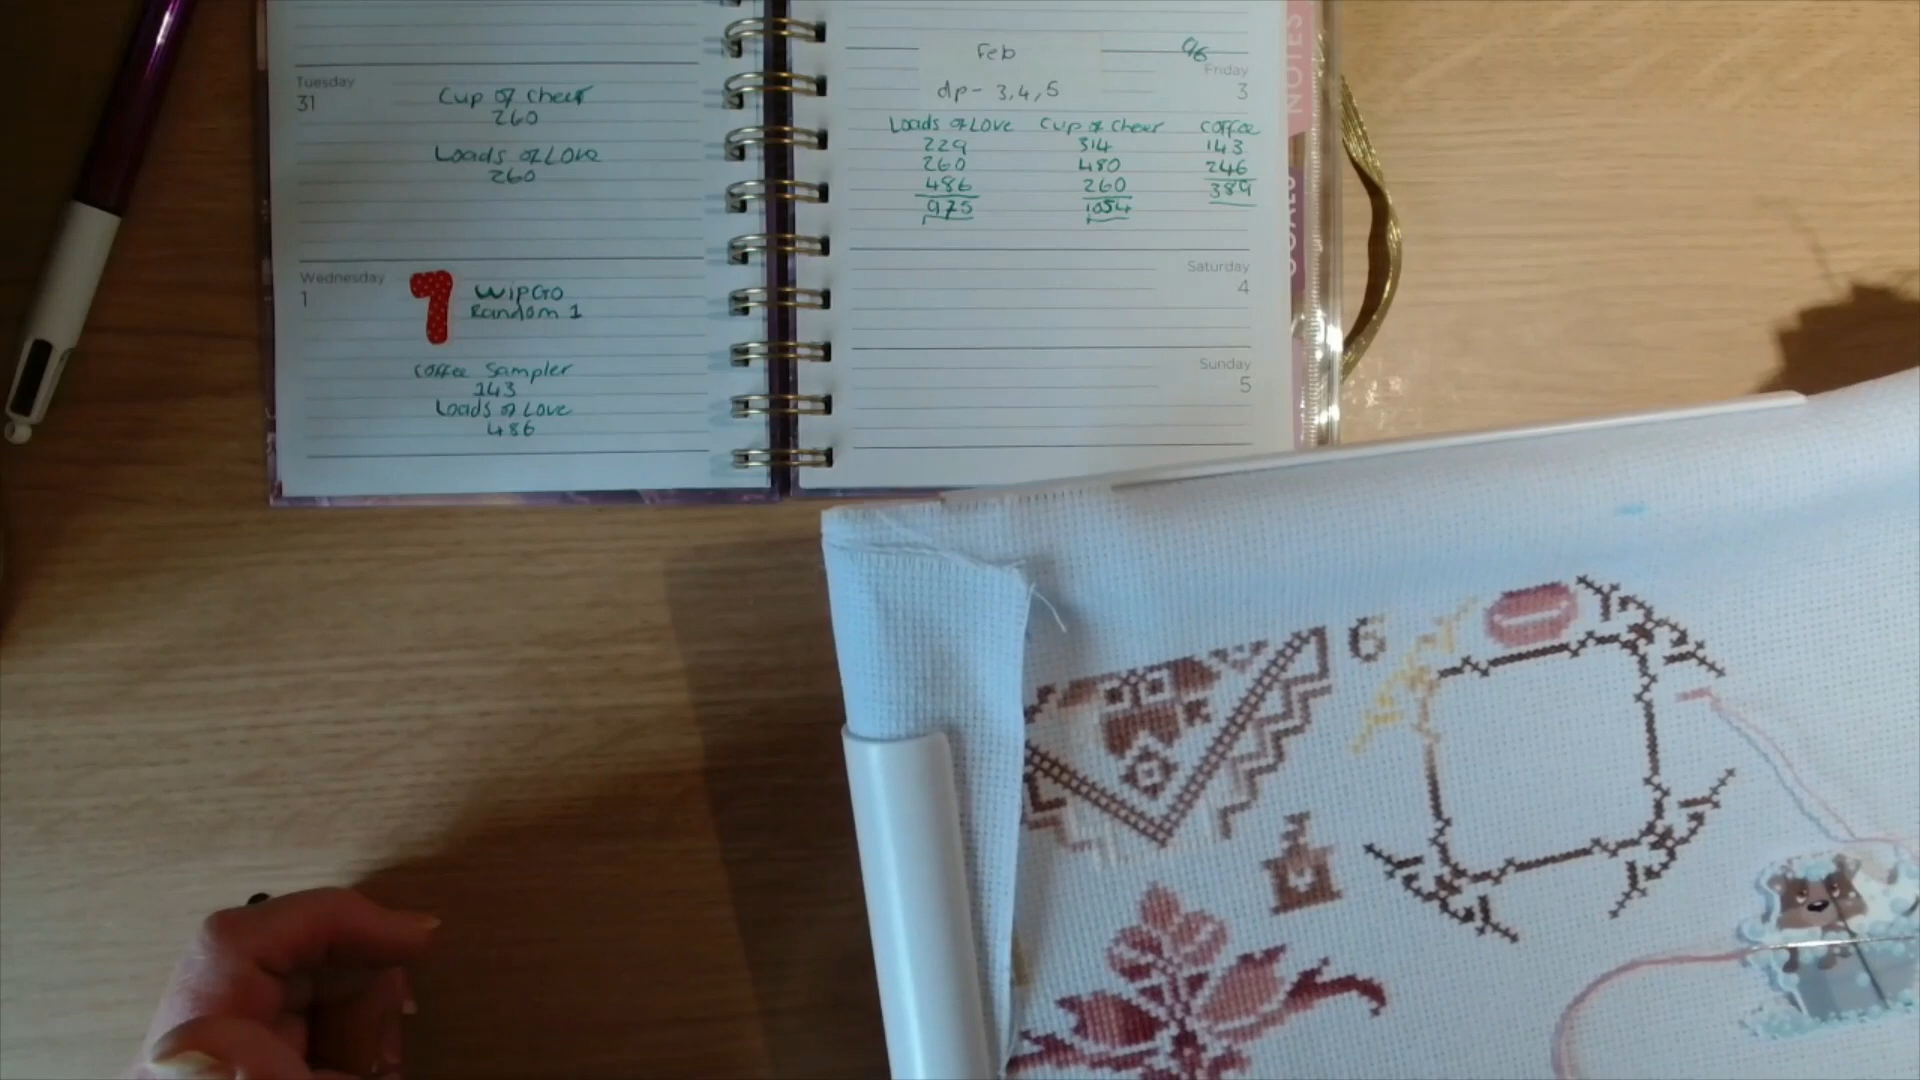 Tuesday
31
Cup of Cheer
260
Loads of Love
260
Wednesday
1
7
WipGo
Random 1
Coffee Sampler
143
Loads of Love
486
Feb
dp - 3,4,5
Friday
3
Loads of Love Cup of Cheer Coffee
229 314 143
260 480 246
486 260 389
975 1054
Saturday
4
Sunday
5
NOTES
GOALS
6